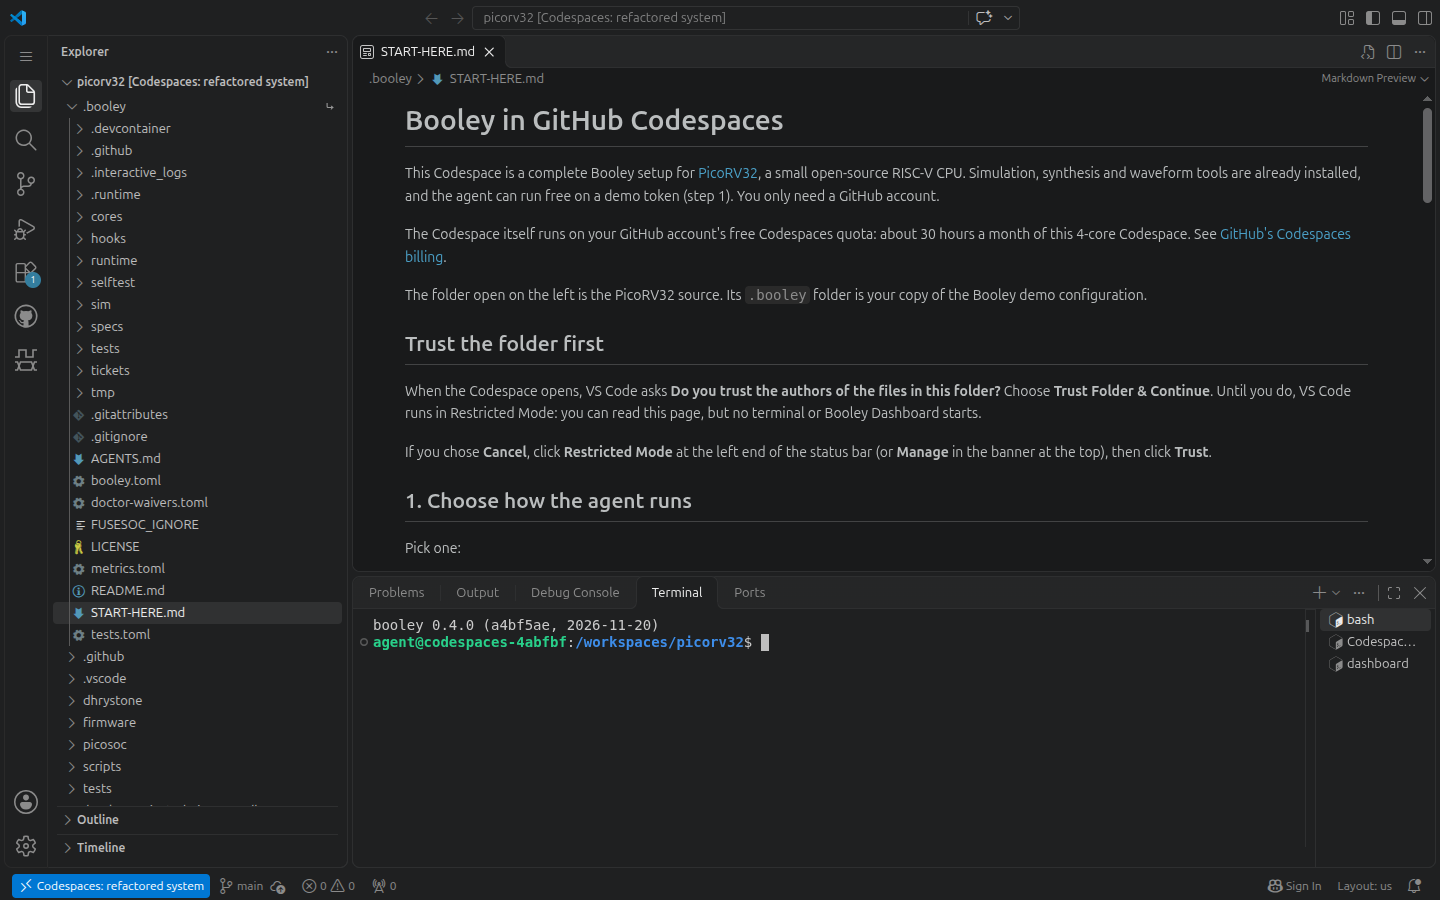 picorv32 [Codespaces: refactored system]
Explorer
START-HERE.md
picorv32 [Codespaces: refactored system]
.booley
.devcontainer
.github
.interactive_logs
.runtime
cores
hooks
runtime
selftest
sim
specs
tests
tickets
tmp
.gitattributes
.gitignore
AGENTS.md
booley.toml
doctor-waivers.toml
FUSESOC_IGNORE
LICENSE
metrics.toml
README.md
START-HERE.md
tests.toml
.github
.vscode
dhrystone
firmware
picosoc
scripts
tests
Outline
Timeline
1
.booley > START-HERE.md
Markdown Preview
Booley in GitHub Codespaces
This Codespace is a complete Booley setup for PicoRV32, a small open-source RISC-V CPU. Simulation, synthesis and waveform tools are already installed,
and the agent can run free on a demo token (step 1). You only need a GitHub account.
The Codespace itself runs on your GitHub account's free Codespaces quota: about 30 hours a month of this 4-core Codespace. See GitHub's Codespaces
billing.
The folder open on the left is the PicoRV32 source. Its .booley folder is your copy of the Booley demo configuration.
Trust the folder first
When the Codespace opens, VS Code asks Do you trust the authors of the files in this folder? Choose Trust Folder & Continue. Until you do, VS Code
runs in Restricted Mode: you can read this page, but no terminal or Booley Dashboard starts.
If you chose Cancel, click Restricted Mode at the left end of the status bar (or Manage in the banner at the top), then click Trust.
1. Choose how the agent runs
Pick one:
Problems Output Debug Console Terminal Ports
booley 0.4.0 (a4bf5ae, 2026-11-20)
agent@codespaces-4abfbf:/workspaces/picorv32$
bash
Codespac...
dashboard
Codespaces: refactored system main 0 0 0 Sign In Layout: us